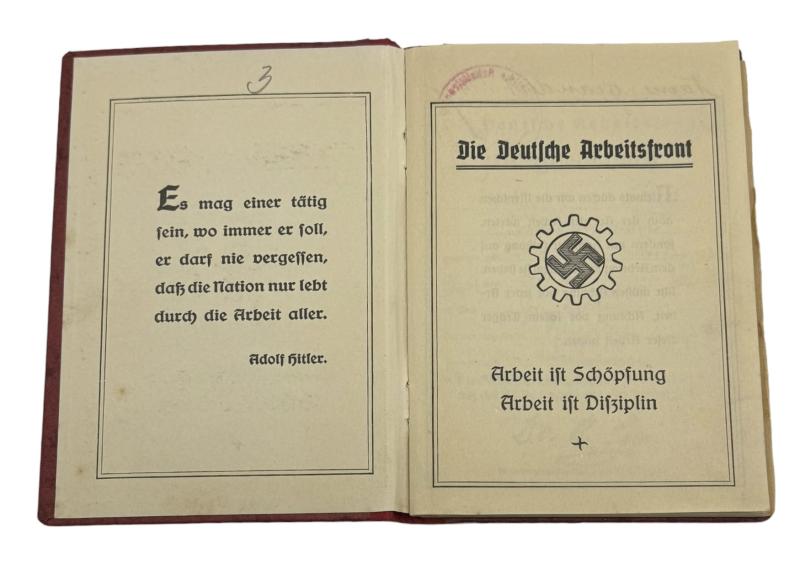 3
Es mag einer tätig
sein, wo immer er soll,
er darf nie vergessen,
daß die Nation nur lebt
durch die Arbeit aller.
Adolf Hitler.
Die Deutsche Arbeitsfront
Arbeit ist Schöpfung
Arbeit ist Disziplin